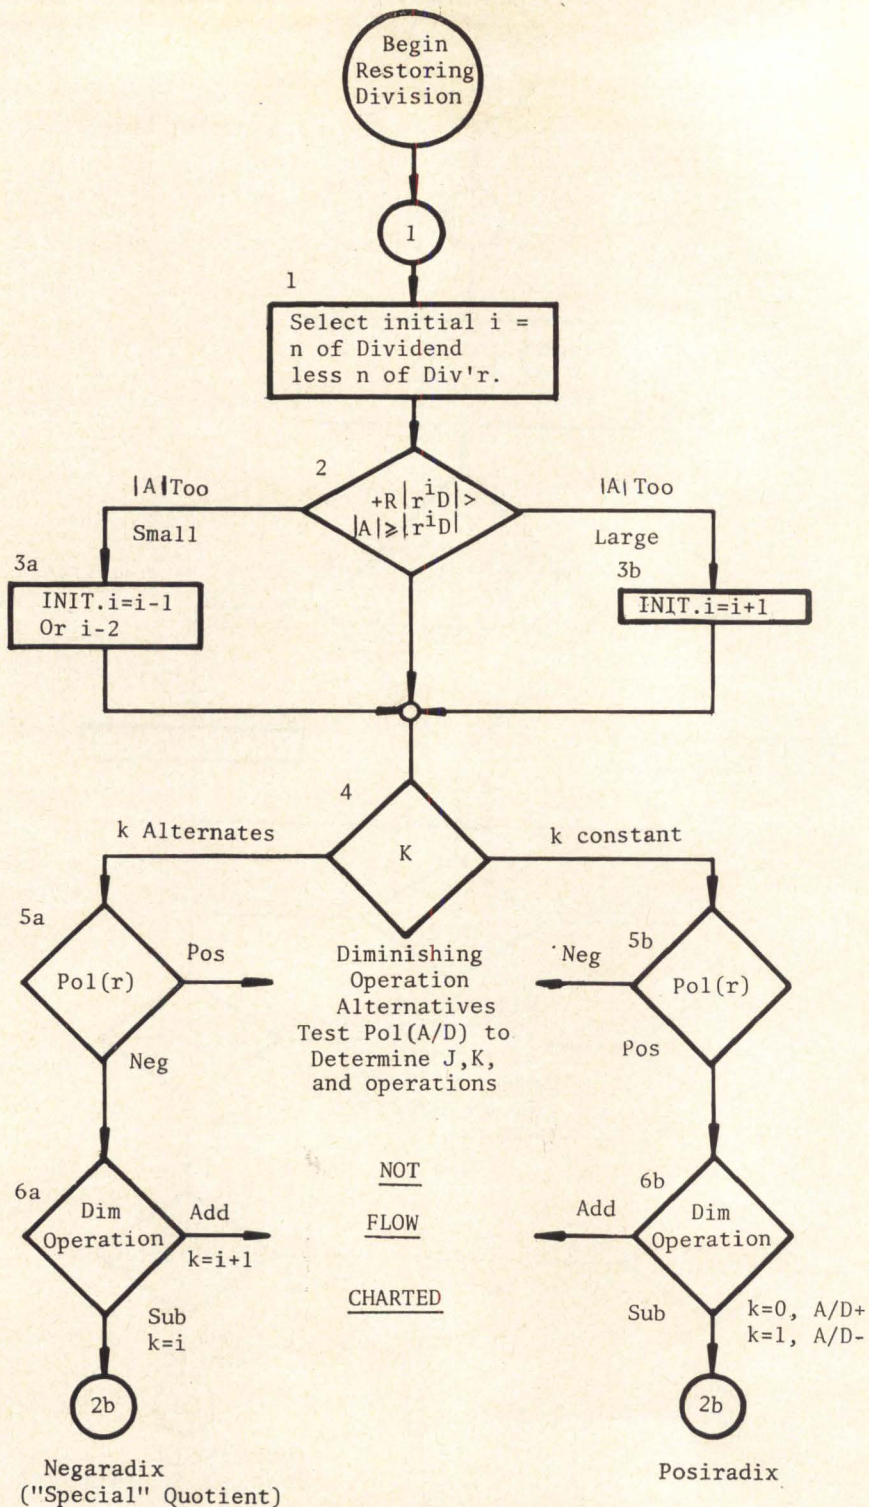 Begin
Restoring
Division
1
1
Select initial i =
n of Dividend
less n of Div'r.
2
+R|rⁱD|>
|A|⩾|rⁱD|
|A|Too
Small
|A|Too
Large
3a
INIT.i=i-1
Or i-2
3b
INIT.i=i+1
4
K
k Alternates
k constant
5a
Pol(r)
Pos
Neg
Diminishing
Operation
Alternatives
Test Pol(A/D) to
Determine J,K,
and operations
5b
Neg
Pol(r)
Pos
6a
Dim
Operation
Add
k=i+1
Sub
k=i
NOT
FLOW
CHARTED
6b
Add
Dim
Operation
Sub
k=0, A/D+
k=1, A/D-
2b
2b
Negaradix
("Special" Quotient)
Posiradix